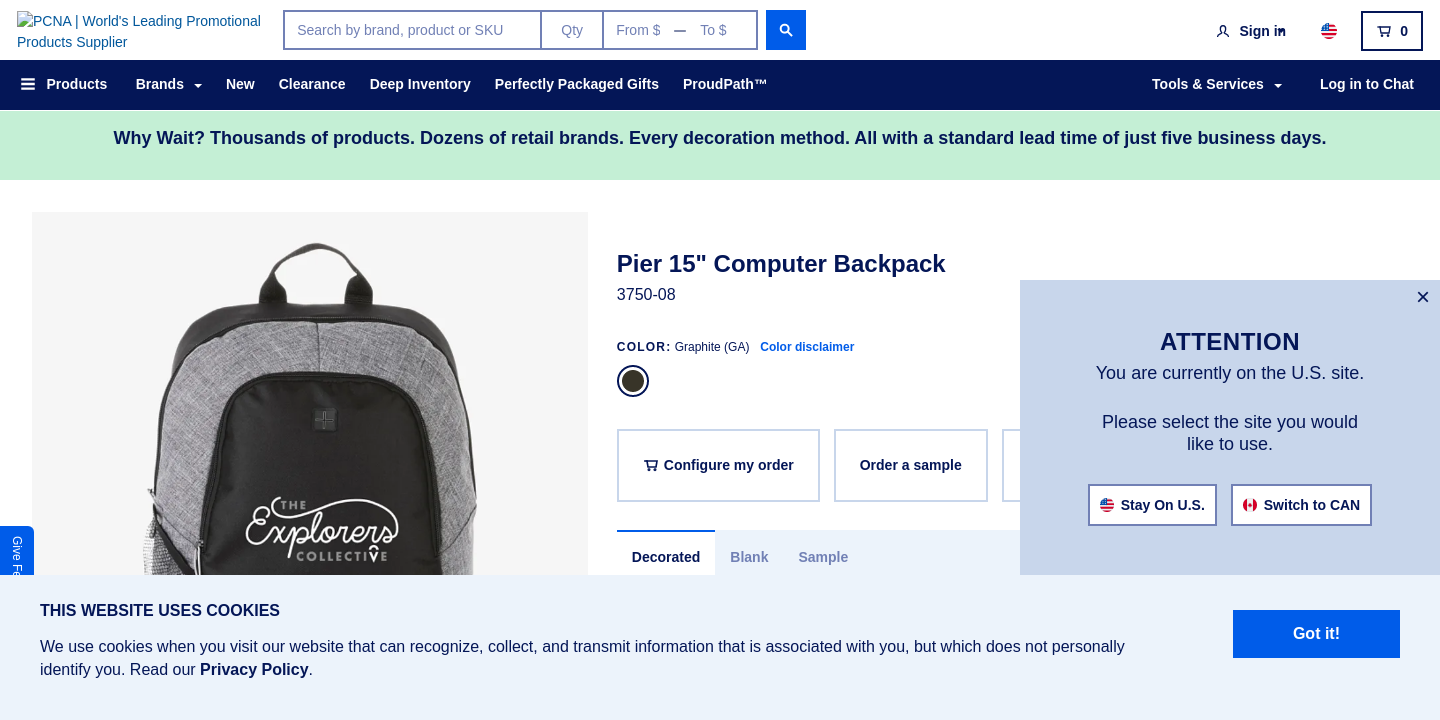 PCNA | World's Leading Promotional
Products Supplier
Search by brand, product or SKU
Qty
From $ — To $
Sign in
0
Products
Brands
New
Clearance
Deep Inventory
Perfectly Packaged Gifts
ProudPath™
Tools & Services
Log in to Chat
Why Wait? Thousands of products. Dozens of retail brands. Every decoration method. All with a standard lead time of just five business days.
THE
Explorers
COLLECTIVE
Pier 15" Computer Backpack
3750-08
COLOR: Graphite (GA) Color disclaimer
Configure my order
Order a sample
Decorated
Blank
Sample
×
ATTENTION
You are currently on the U.S. site.
Please select the site you would
like to use.
Stay On U.S.
Switch to CAN
Give
THIS WEBSITE USES COOKIES
We use cookies when you visit our website that can recognize, collect, and transmit information that is associated with you, but which does not personally
identify you. Read our Privacy Policy.
Got it!